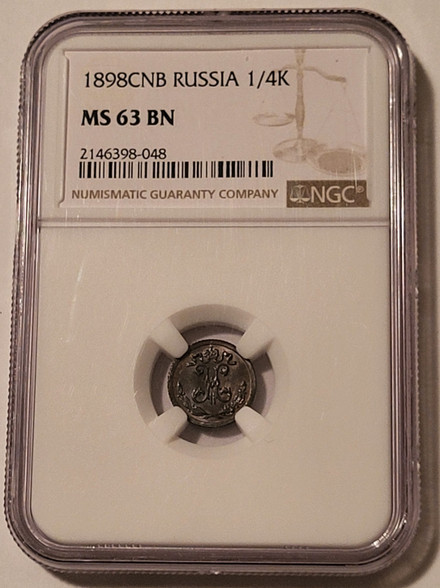 1898CNB RUSSIA 1/4K
MS 63 BN
2146398-048
NUMISMATIC GUARANTY COMPANY
NGC®